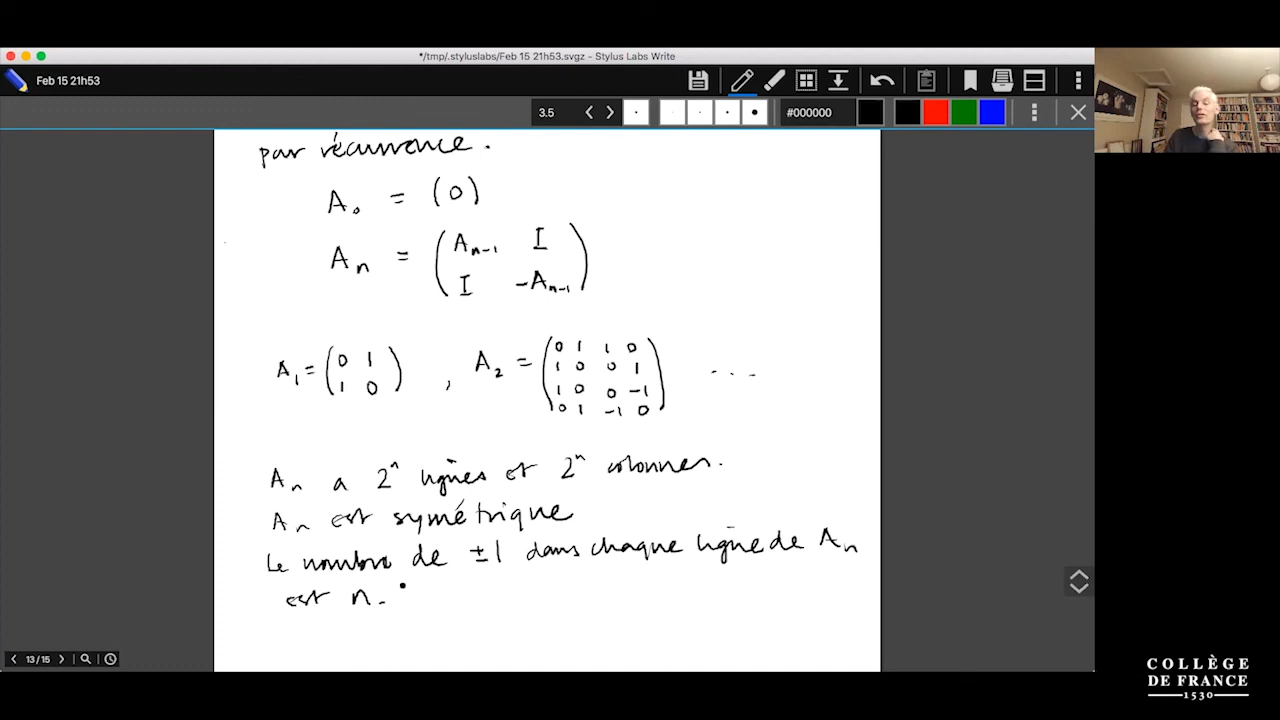 */tmp/.styluslabs/Feb 15 21h53.svgz - Stylus Labs Write
Feb 15 21h53
3.5
#000000
par récurrence.
A₀ = (0)
Aₙ = ( Aₙ₋₁ I
I -Aₙ₋₁ )
A₁ = ( 0 1
1 0 ) , A₂ = ( 0 1 1 0
1 0 0 1
1 0 0 -1
0 1 -1 0 ) ...
Aₙ a 2ⁿ lignes et 2ⁿ colonnes.
Aₙ est symétrique
Le nombre de ±1 dans chaque ligne de Aₙ
est n.
13/15
COLLÈGE
DE FRANCE
1530